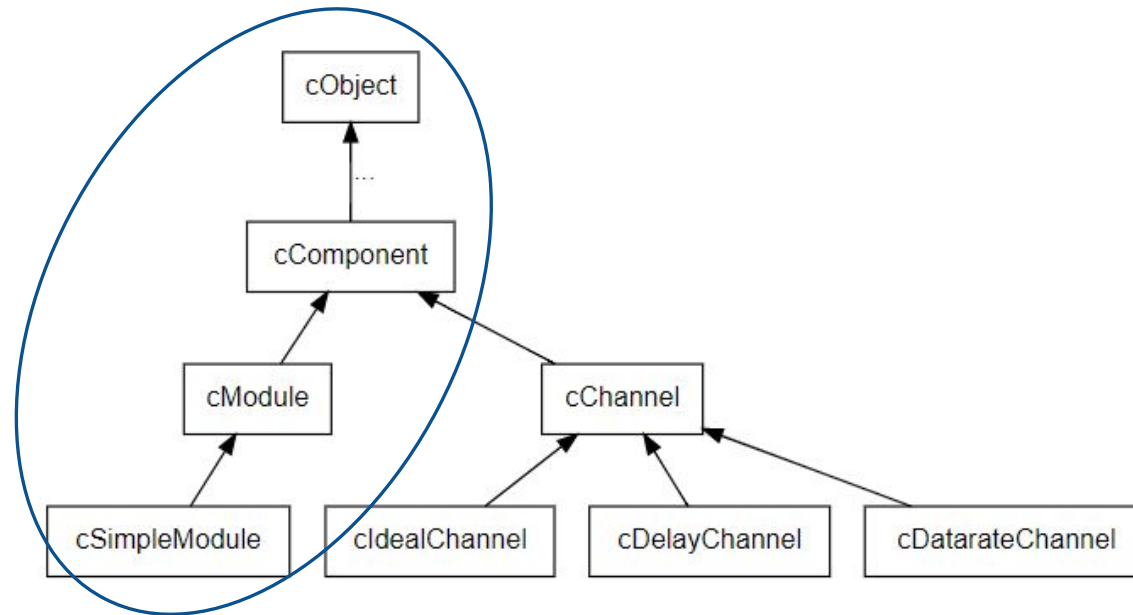 cObject
...
cComponent
cModule
cChannel
cSimpleModule
cIdealChannel
cDelayChannel
cDatarateChannel